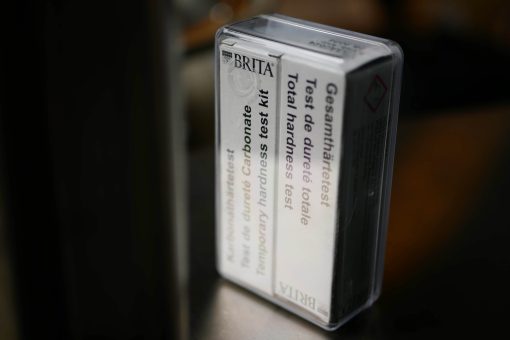 BRITA®
Karbonathärtetest
Test de dureté Carbonate
Temporary hardness test kit
Gesamthärtetest
Test de dureté totale
Total hardness test
BRITA